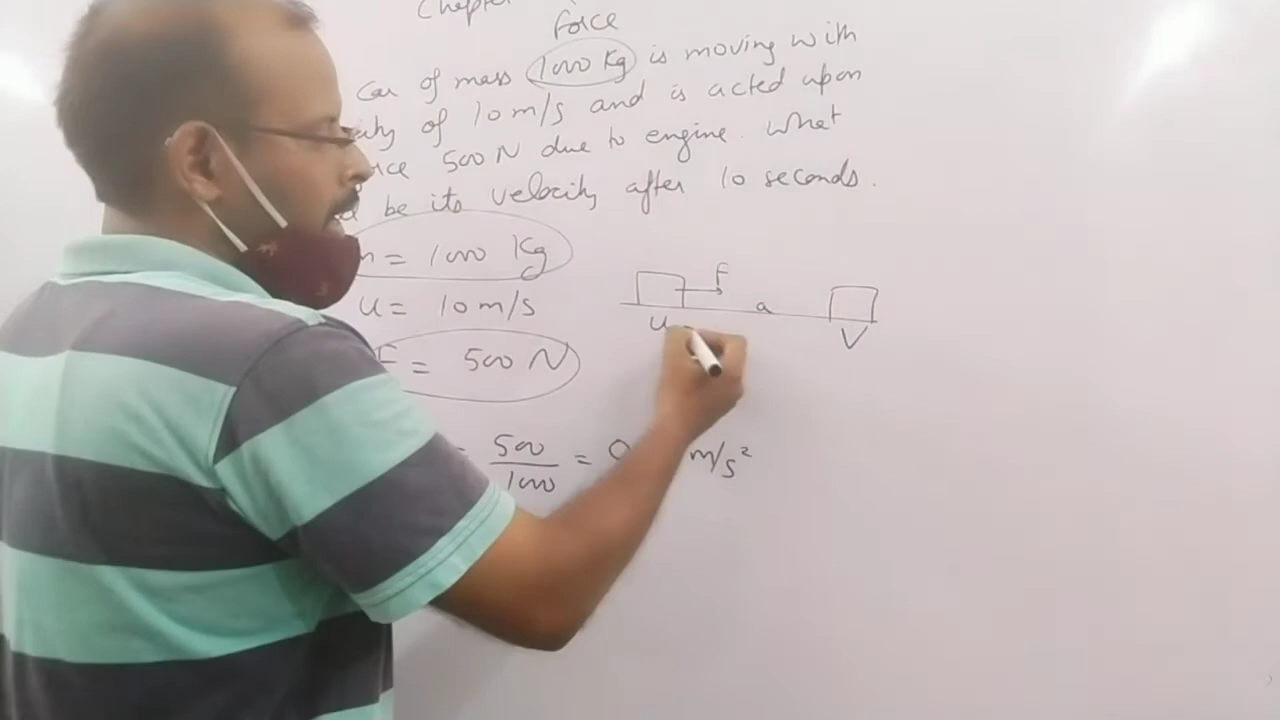 Chapter
Force
Car of mass 1000 Kg is moving with
of 10 m/s and is acted upon
500 N due to engine. What
be its velocity after 10 seconds.
= 1000 Kg
u = 10 m/s
F = 500 N
F
a
u
V
= 500 / 1000 = m/s²